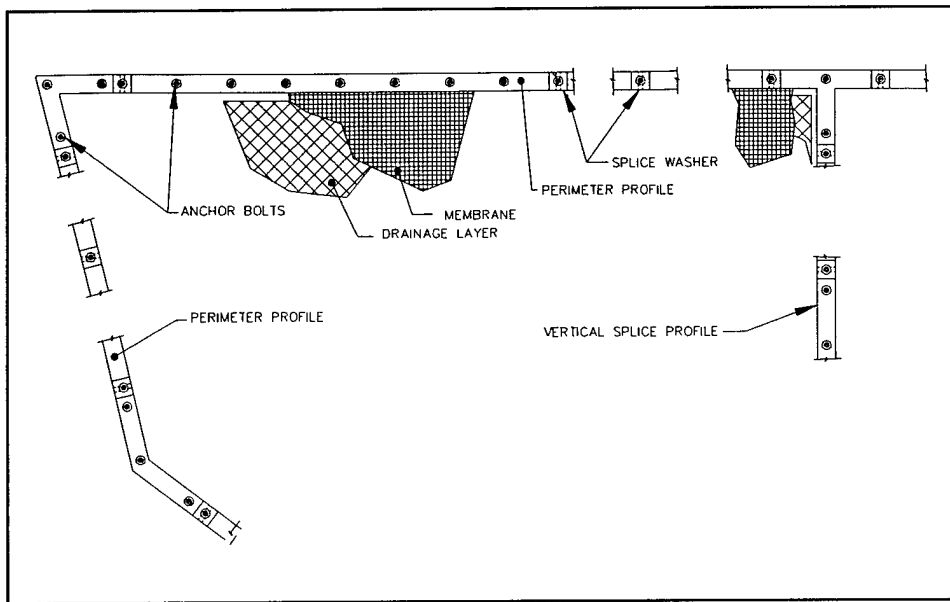 SPLICE WASHER
PERIMETER PROFILE
ANCHOR BOLTS
MEMBRANE
DRAINAGE LAYER
PERIMETER PROFILE
VERTICAL SPLICE PROFILE